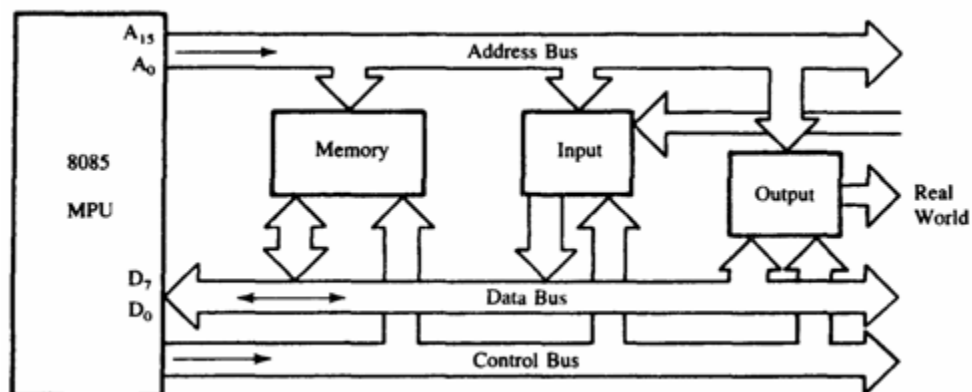 A15
Address Bus
A0
Memory
Input
8085
MPU
Output
Real
World
D7
Data Bus
D0
Control Bus